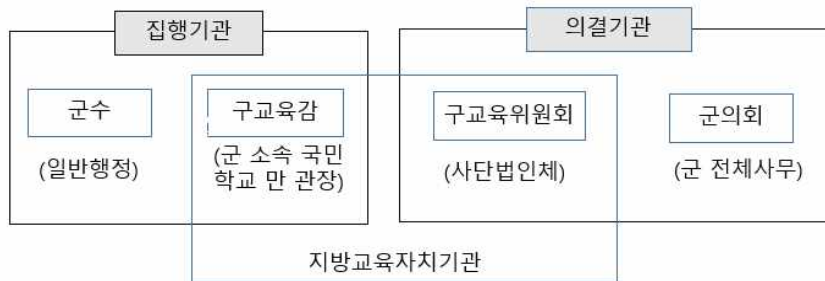 집행기관
의결기관
군수
구교육감
구교육위원회
군의회
(일반행정)
(군 소속 국민
학교 만 관장)
(사단법인체)
(군 전체사무)
지방교육자치기관